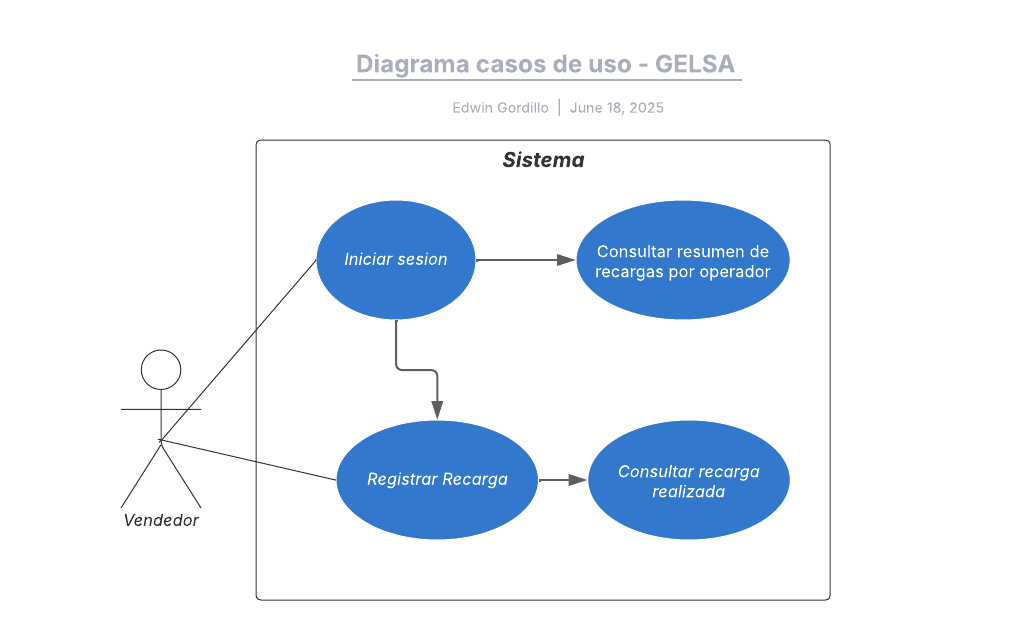 Diagrama casos de uso - GELSA
Edwin Gordillo | June 18, 2025
Sistema
Iniciar sesion
Consultar resumen de
recargas por operador
Registrar Recarga
Consultar recarga
realizada
Vendedor